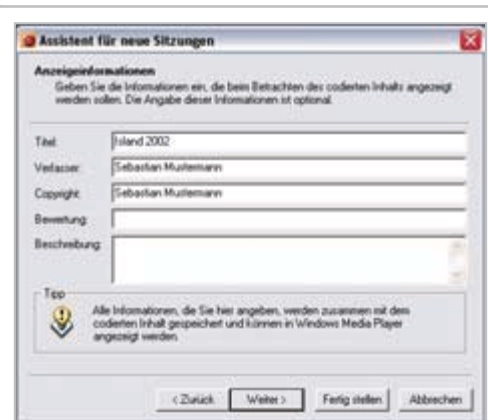 Assistent für neue Sitzungen
Anzeigeinformationen
Geben Sie die Informationen ein, die beim Betrachten des codierten Inhalts angezeigt
werden sollen. Die Angabe dieser Informationen ist optional.
Titel: Island 2002
Verfasser: Sebastian Mustermann
Copyright: Sebastian Mustermann
Bewertung:
Beschreibung:
Tipp
Alle Informationen, die Sie hier angeben, werden zusammen mit dem
codierten Inhalt gespeichert und können in Windows Media Player
angezeigt werden.
< Zurück Weiter > Fertig stellen Abbrechen